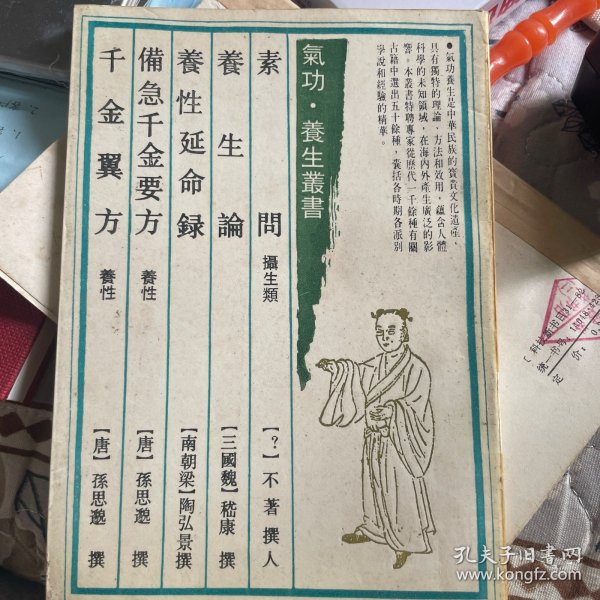 ●氣功養生是中華民族的寶貴文化遺產，
具有獨特的理論、方法和效用，蘊含人體
科學的未知領域，在海內外產生廣泛的影
響。本叢書特聘專家從歷代一千餘種有關
古籍中選出五十餘種，囊括各時期各派別
學說和經驗的精華。
氣功·養生叢書
素問 攝生類 【？】不著撰人
養生論 【三國魏】嵇康 撰
養性延命録 【南朝梁】陶弘景撰
備急千金要方 養性 【唐】孫思邈 撰
千金翼方 養性 【唐】孫思邈 撰
統一书号
定 价：
孔夫子旧书网
www.kongfz.com